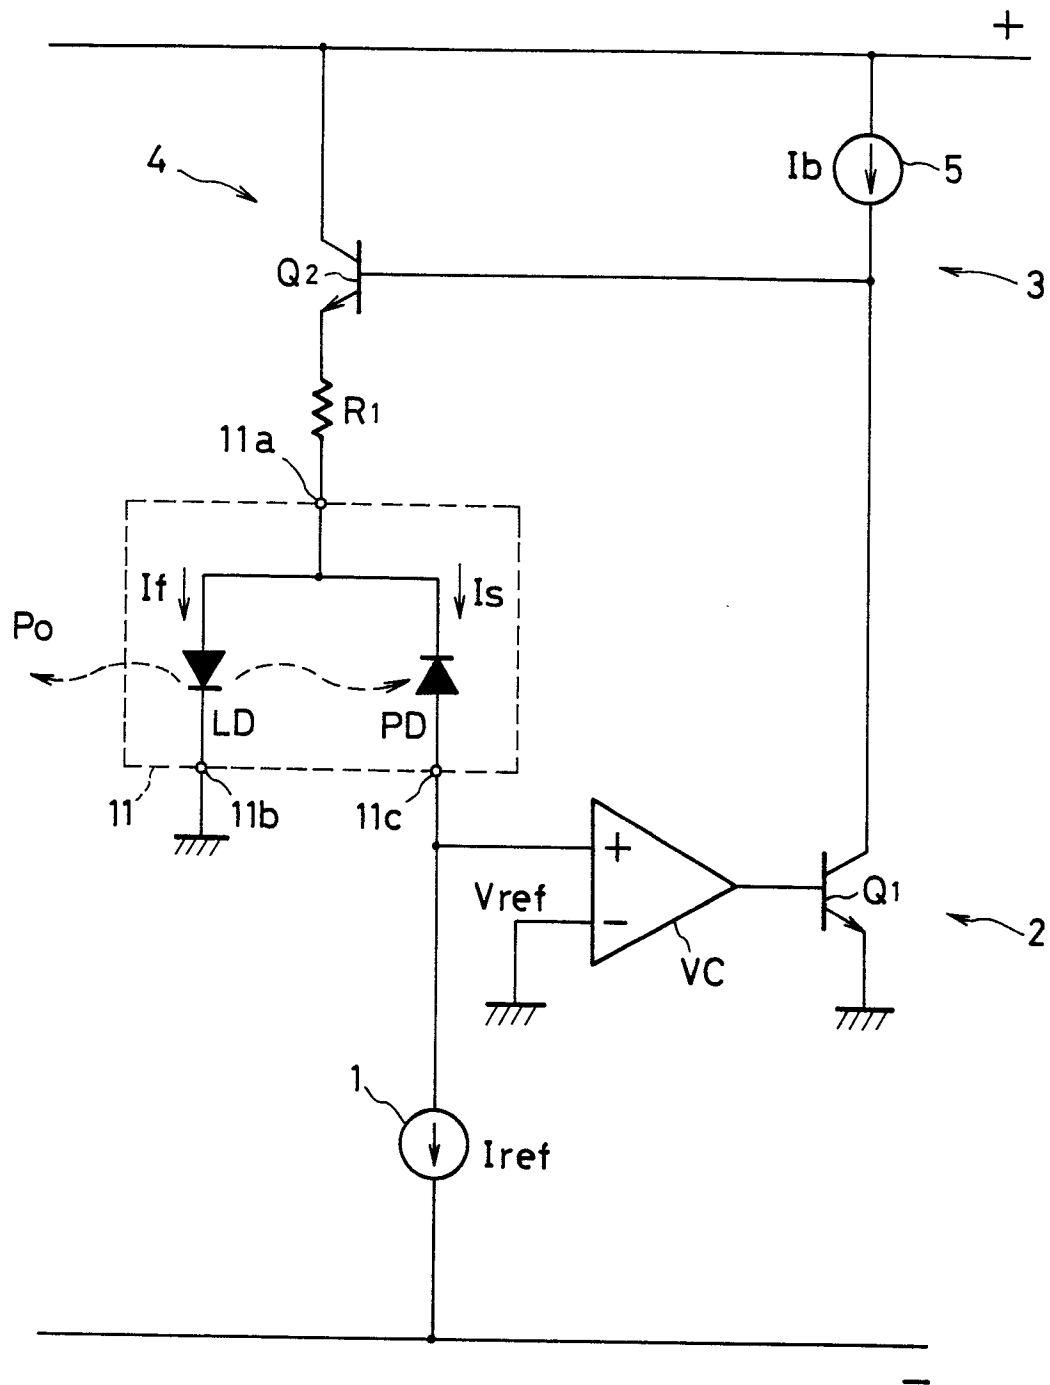 +
4
Ib
5
Q2
3
R1
11a
If
Is
Po
LD
PD
11
11b
11c
+
Vref
−
Q1
VC
2
1
Iref
−